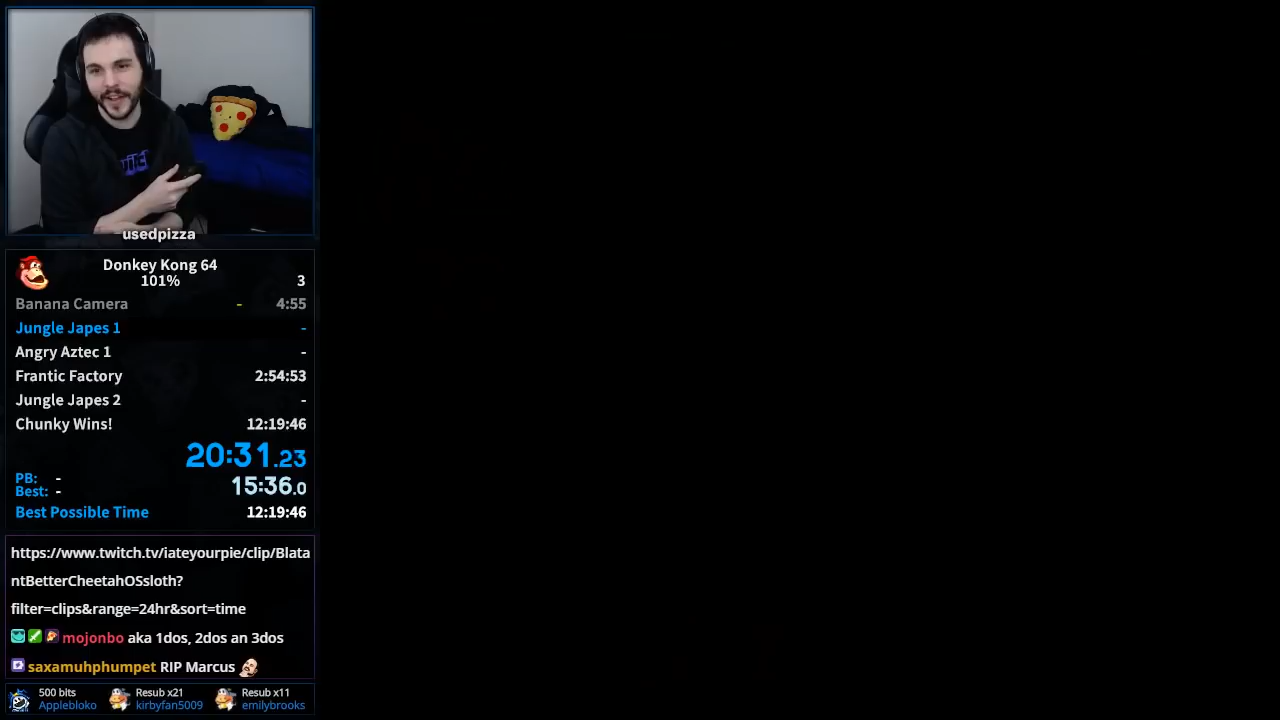 usedpizza
Donkey Kong 64
101% 3
Banana Camera - 4:55
Jungle Japes 1 -
Angry Aztec 1 -
Frantic Factory 2:54:53
Jungle Japes 2 -
Chunky Wins! 12:19:46
20:31.23
PB: - 15:36.0
Best: -
Best Possible Time 12:19:46
https://www.twitch.tv/iateyourpie/clip/Blata
ntBetterCheetahOSsloth?
filter=clips&range=24hr&sort=time
mojonbo aka 1dos, 2dos an 3dos
saxamuhphumpet RIP Marcus
500 bits Resub x21 Resub x11
Applebloko kirbyfan5009 emilybrooks